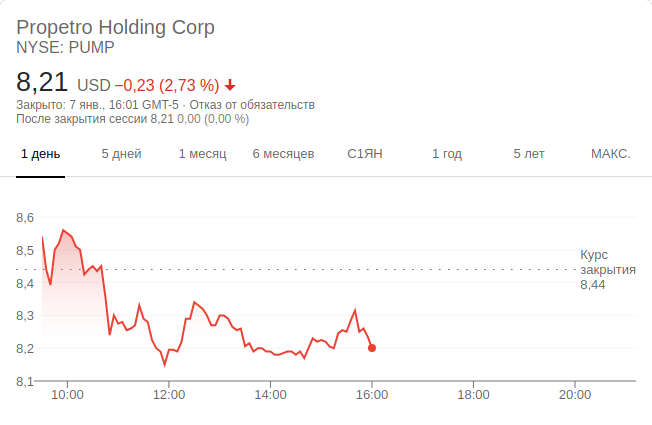 Propetro Holding Corp
NYSE: PUMP
8,21 USD −0,23 (2,73 %)
Закрыто: 7 янв., 16:01 GMT-5 · Отказ от обязательств
После закрытия сессии 8,21 0,00 (0,00 %)
1 день 5 дней 1 месяц 6 месяцев С1ЯН 1 год 5 лет МАКС.
8,6
8,5
8,4
8,3
8,2
8,1
Курс
закрытия
8,44
10:00 12:00 14:00 16:00 18:00 20:00